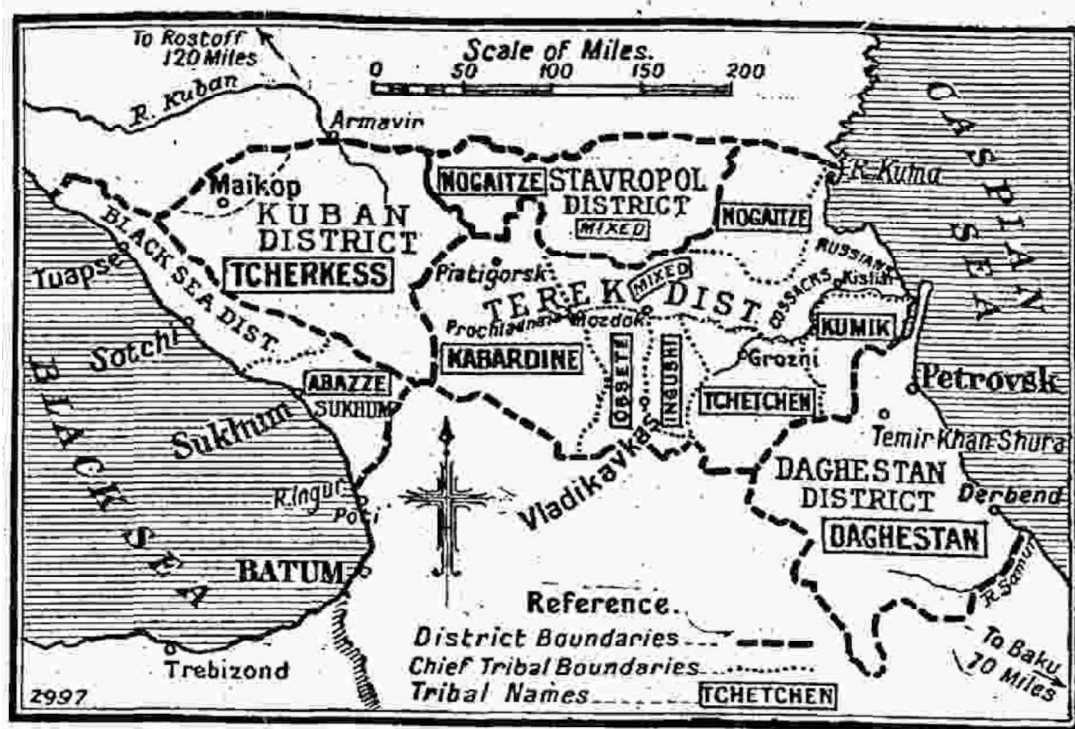 To Rostoff
120 Miles
Scale of Miles.
0 50 100 150 200
R. Kuban
Armavir
CASPIAN SEA
R. Kuma
NOGAITZE
STAVROPOL
DISTRICT
MIXED
NOGAITZE
Maikop
KUBAN
DISTRICT
TCHERKESS
BLACK SEA DIST.
Tuapse
Sotchi
Piatigorsk
MIXED
TEREK DIST
RUSSIAN
COSSACKS
Kisliar
KUMIK
Prochladnaia
Mozdok
Grozni
KABARDINE
OSSETE
INGUSHI
TCHETCHEN
Petrovsk
ABAZZE
SUKHUM
Sukhum
BLACK SEA
Temir Khan-Shura
Vladikavkas
DAGHESTAN
DISTRICT
DAGHESTAN
Derbend
R. Ingur
Poti
BATUM
R. Samur
Trebizond
Reference.
District Boundaries
Chief Tribal Boundaries
Tribal Names TCHETCHEN
To Baku
70 Miles
2997